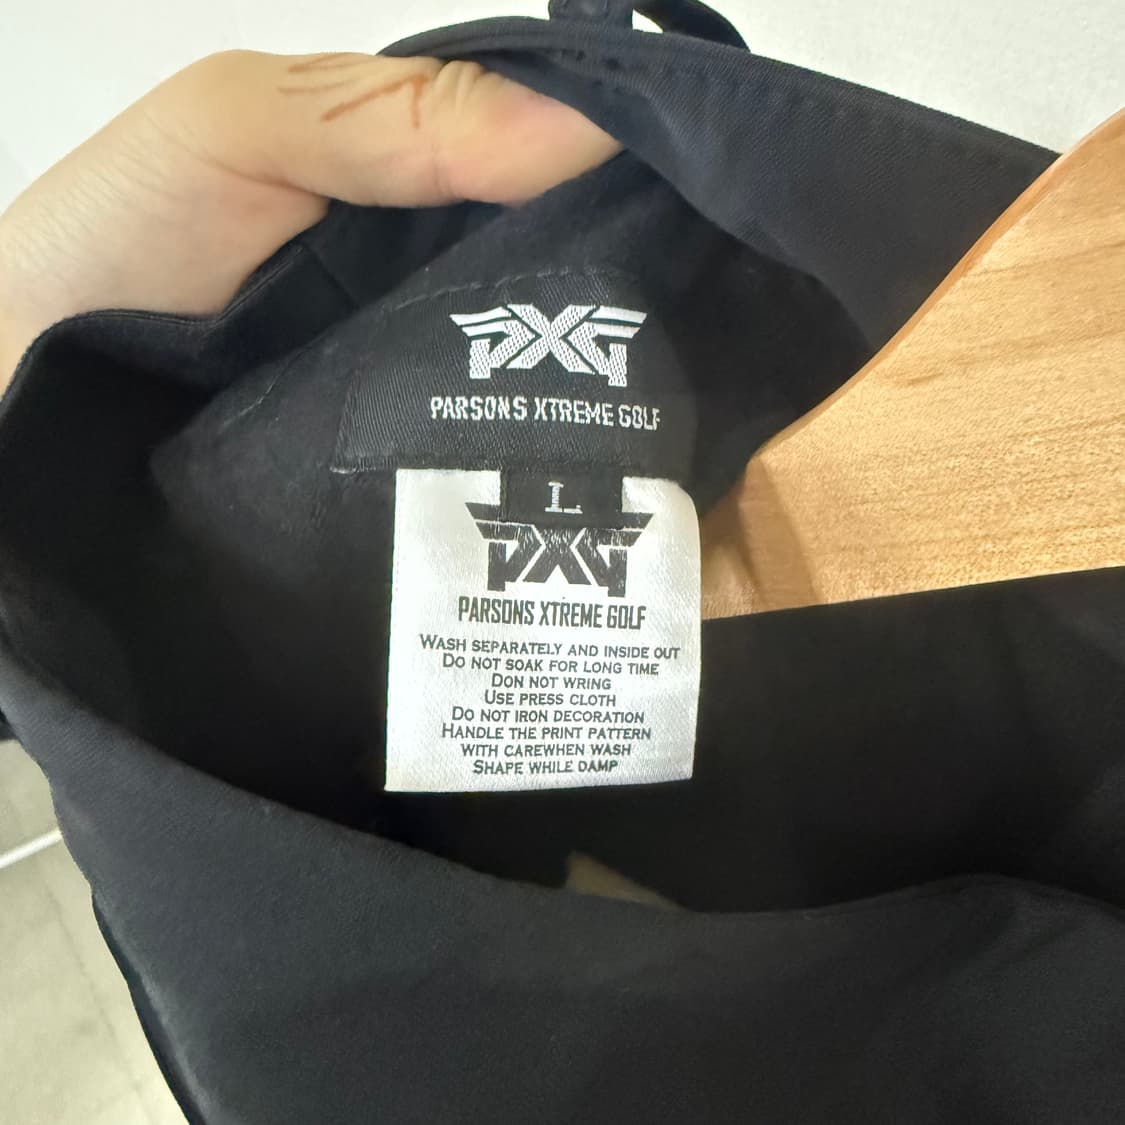 PXG
PARSONS XTREME GOLF
L
PXG
PARSONS XTREME GOLF
WASH SEPARATELY AND INSIDE OUT
DO NOT SOAK FOR LONG TIME
DON NOT WRING
USE PRESS CLOTH
DO NOT IRON DECORATION
HANDLE THE PRINT PATTERN
WITH CAREWHEN WASH
SHAPE WHILE DAMP